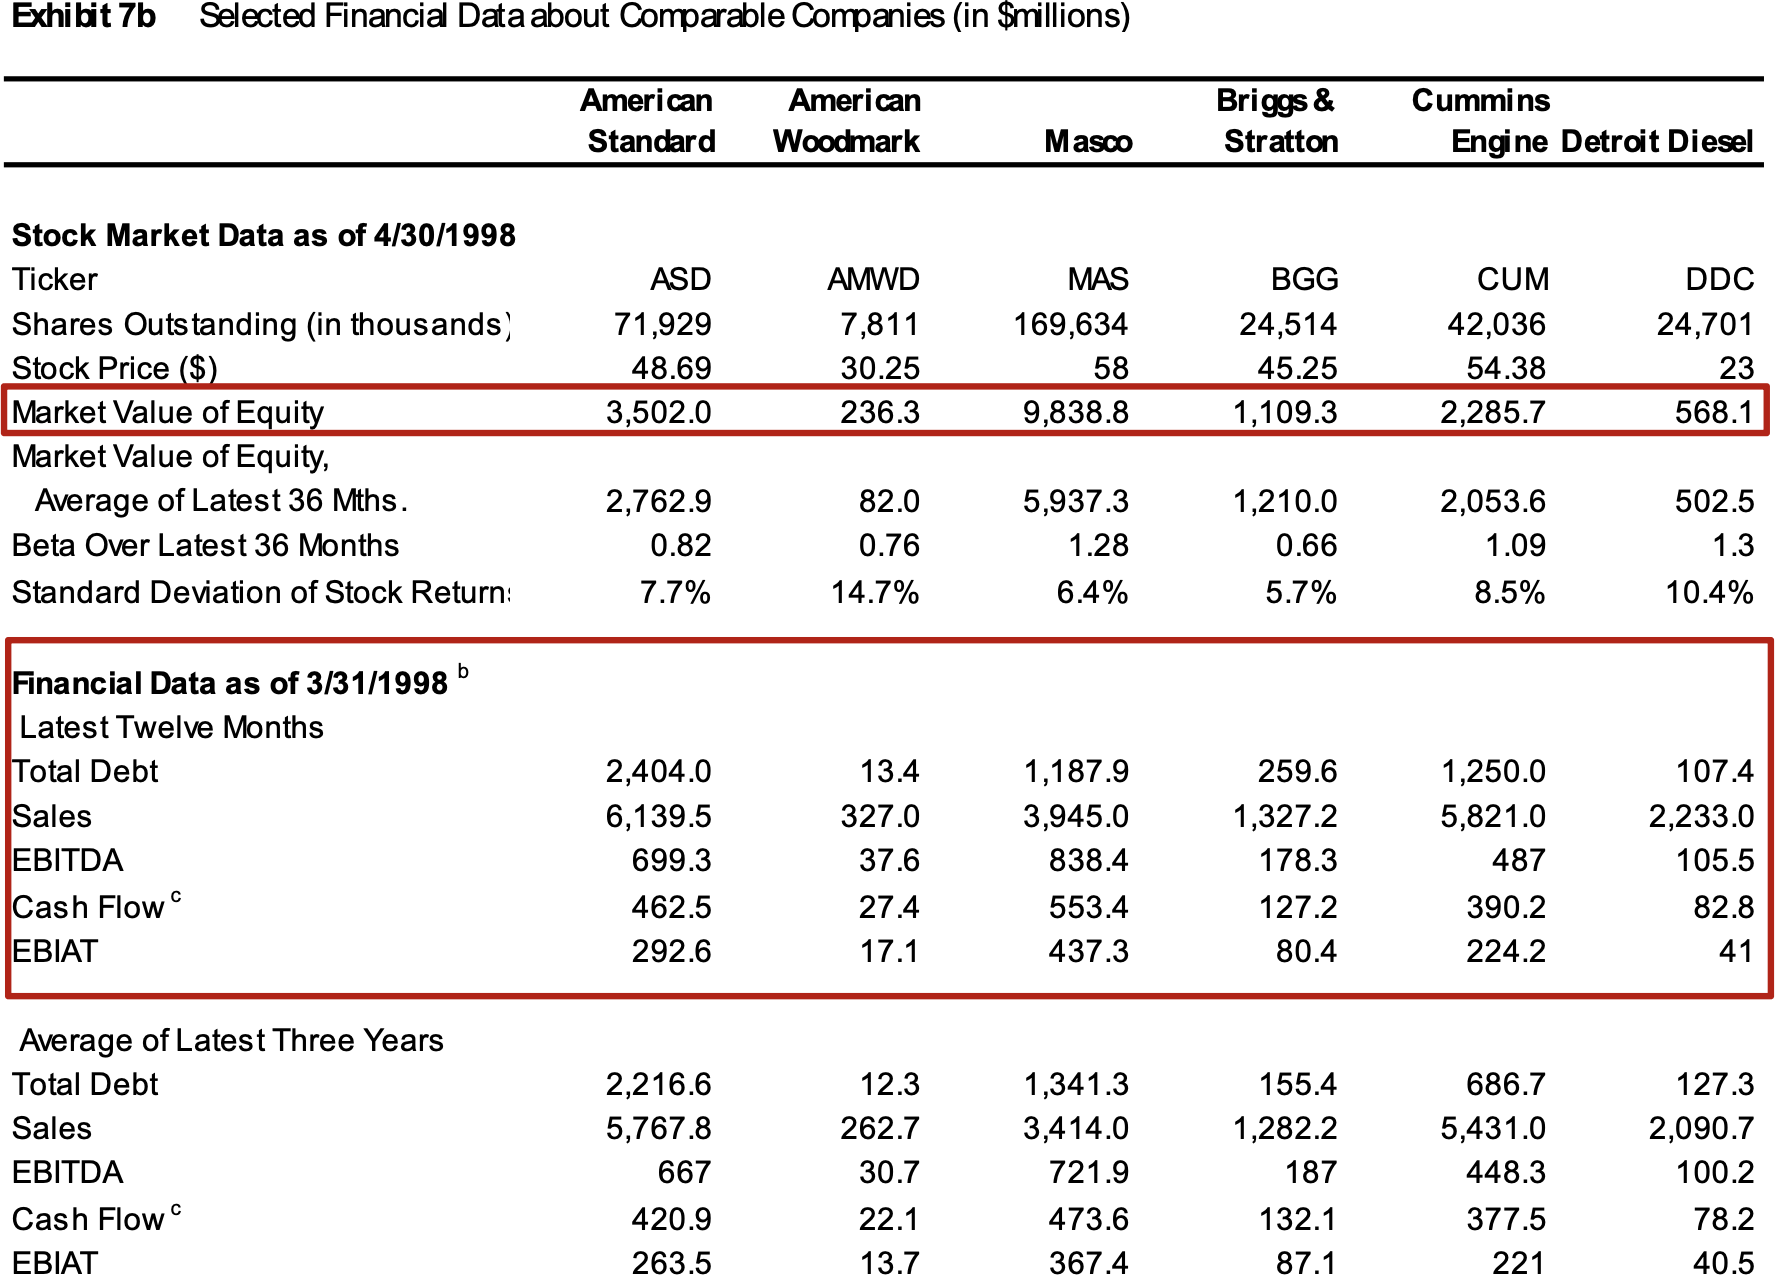 Exhibit 7b Selected Financial Data about Comparable Companies (in $millions)
American American Briggs & Cummins
Standard Woodmark Masco Stratton Engine Detroit Diesel
Stock Market Data as of 4/30/1998
Ticker ASD AMWD MAS BGG CUM DDC
Shares Outstanding (in thousands) 71,929 7,811 169,634 24,514 42,036 24,701
Stock Price ($) 48.69 30.25 58 45.25 54.38 23
Market Value of Equity 3,502.0 236.3 9,838.8 1,109.3 2,285.7 568.1
Market Value of Equity,
Average of Latest 36 Mths. 2,762.9 82.0 5,937.3 1,210.0 2,053.6 502.5
Beta Over Latest 36 Months 0.82 0.76 1.28 0.66 1.09 1.3
Standard Deviation of Stock Returns 7.7% 14.7% 6.4% 5.7% 8.5% 10.4%
Financial Data as of 3/31/1998 b
Latest Twelve Months
Total Debt 2,404.0 13.4 1,187.9 259.6 1,250.0 107.4
Sales 6,139.5 327.0 3,945.0 1,327.2 5,821.0 2,233.0
EBITDA 699.3 37.6 838.4 178.3 487 105.5
Cash Flow c 462.5 27.4 553.4 127.2 390.2 82.8
EBIAT 292.6 17.1 437.3 80.4 224.2 41
Average of Latest Three Years
Total Debt 2,216.6 12.3 1,341.3 155.4 686.7 127.3
Sales 5,767.8 262.7 3,414.0 1,282.2 5,431.0 2,090.7
EBITDA 667 30.7 721.9 187 448.3 100.2
Cash Flow c 420.9 22.1 473.6 132.1 377.5 78.2
EBIAT 263.5 13.7 367.4 87.1 221 40.5